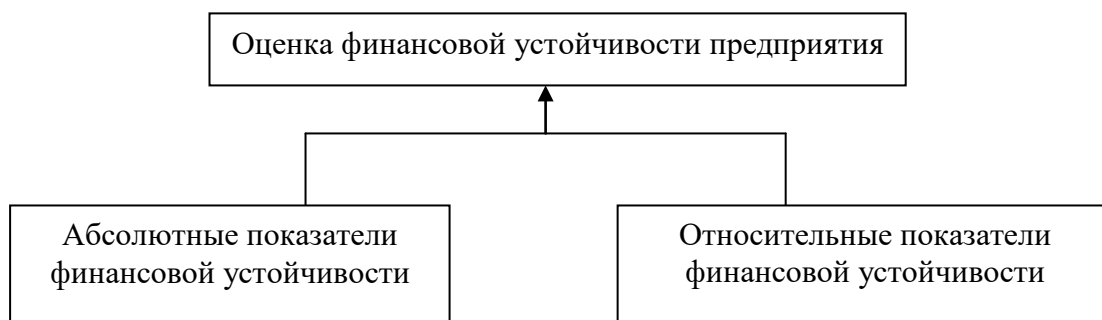 Оценка финансовой устойчивости предприятия
Абсолютные показатели
финансовой устойчивости
Относительные показатели
финансовой устойчивости